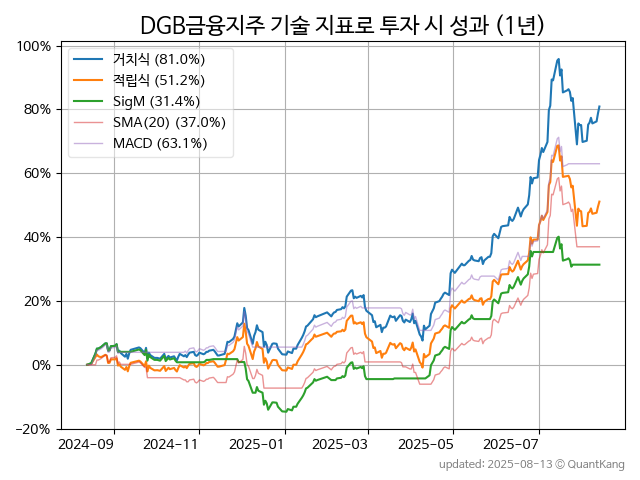 DGB금융지주 기술 지표로 투자 시 성과 (1년)
100%
80%
60%
40%
20%
0%
−20%
거치식 (81.0%)
적립식 (51.2%)
SigM (31.4%)
SMA(20) (37.0%)
MACD (63.1%)
2024-09 2024-11 2025-01 2025-03 2025-05 2025-07
updated: 2025-08-13 © QuantKang